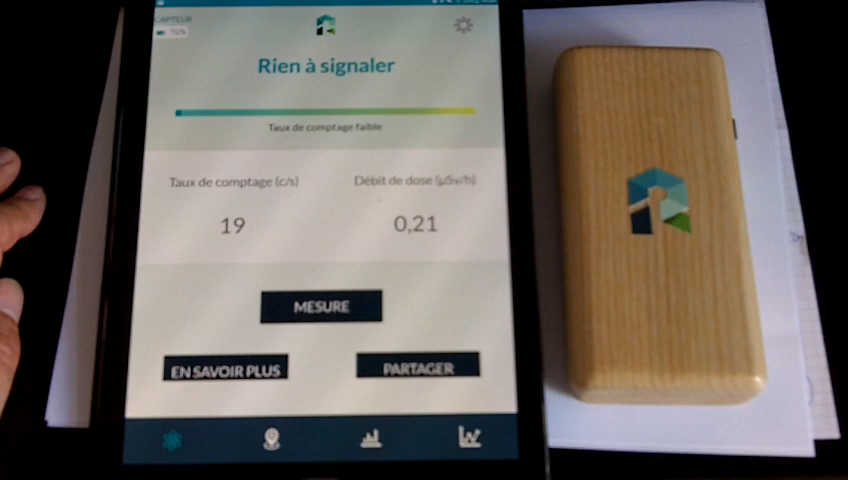 CAPTEUR
70%
Rien à signaler
Taux de comptage faible
Taux de comptage (c/s)
Débit de dose (µSv/h)
19
0,21
MESURE
EN SAVOIR PLUS
PARTAGER